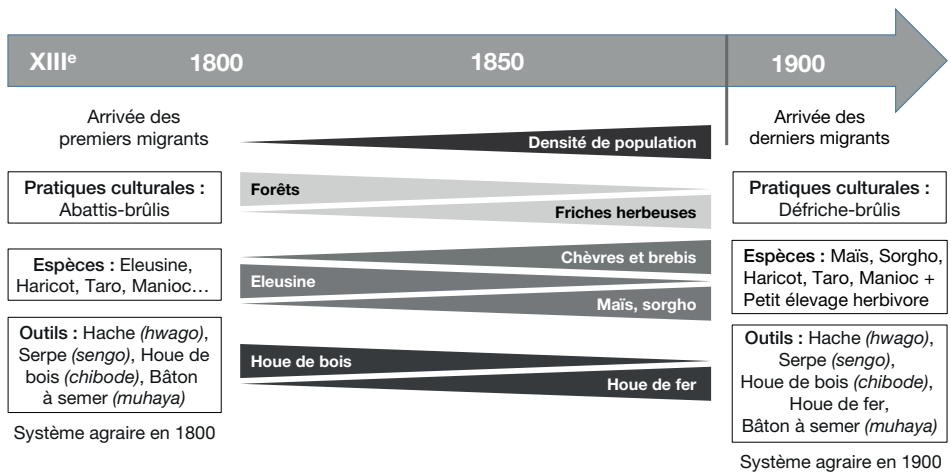 XIIIe 1800 1850 1900
Arrivée des
premiers migrants
Arrivée des
derniers migrants
Densité de population
Pratiques culturales :
Abattis-brûlis
Forêts
Friches herbeuses
Pratiques culturales :
Défriche-brûlis
Espèces : Eleusine,
Haricot, Taro, Manioc...
Chèvres et brebis
Eleusine
Maïs, sorgho
Espèces : Maïs, Sorgho,
Haricot, Taro, Manioc +
Petit élevage herbivore
Outils : Hache (hwago),
Serpe (sengo), Houe de
bois (chibode), Bâton
à semer (muhaya)
Houe de bois
Houe de fer
Outils : Hache (hwago),
Serpe (sengo),
Houe de bois (chibode),
Houe de fer,
Bâton à semer (muhaya)
Système agraire en 1800
Système agraire en 1900